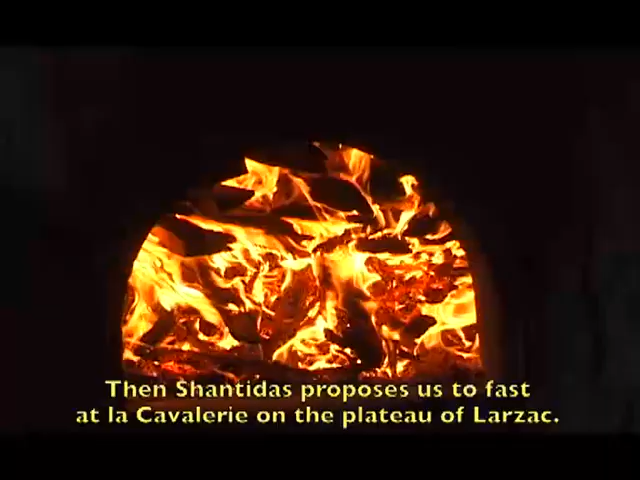 Then Shantidas proposes us to fast
at la Cavalerie on the plateau of Larzac.